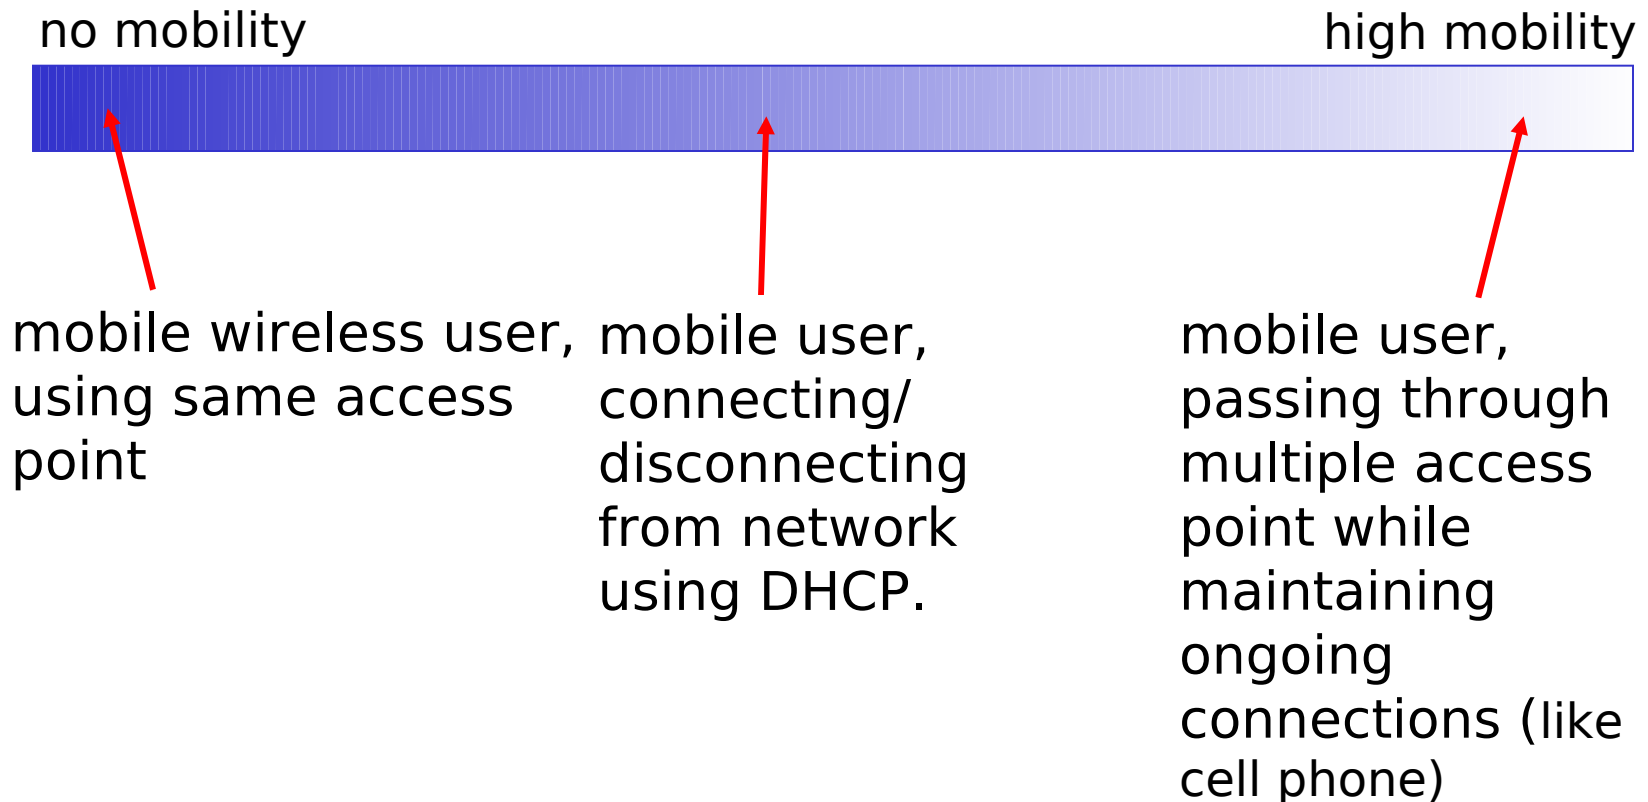 no mobility
high mobility
mobile wireless user,
using same access
point
mobile user,
connecting/
disconnecting
from network
using DHCP.
mobile user,
passing through
multiple access
point while
maintaining
ongoing
connections (like
cell phone)